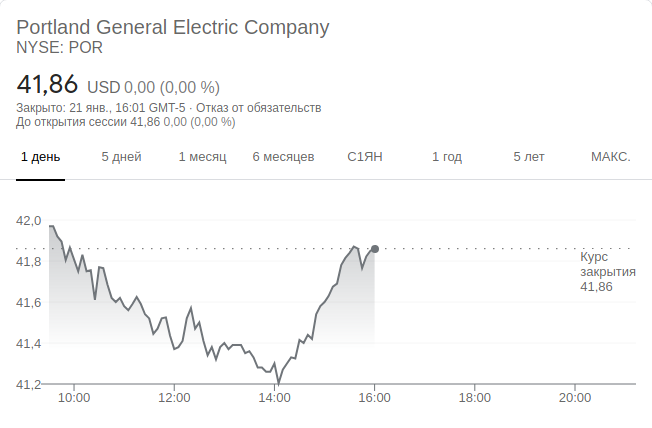 Portland General Electric Company
NYSE: POR
41,86 USD 0,00 (0,00 %)
Закрыто: 21 янв., 16:01 GMT-5 · Отказ от обязательств
До открытия сессии 41,86 0,00 (0,00 %)
1 день 5 дней 1 месяц 6 месяцев С1ЯН 1 год 5 лет МАКС.
42,0
41,8
41,6
41,4
41,2
Курс
закрытия
41,86
10:00 12:00 14:00 16:00 18:00 20:00